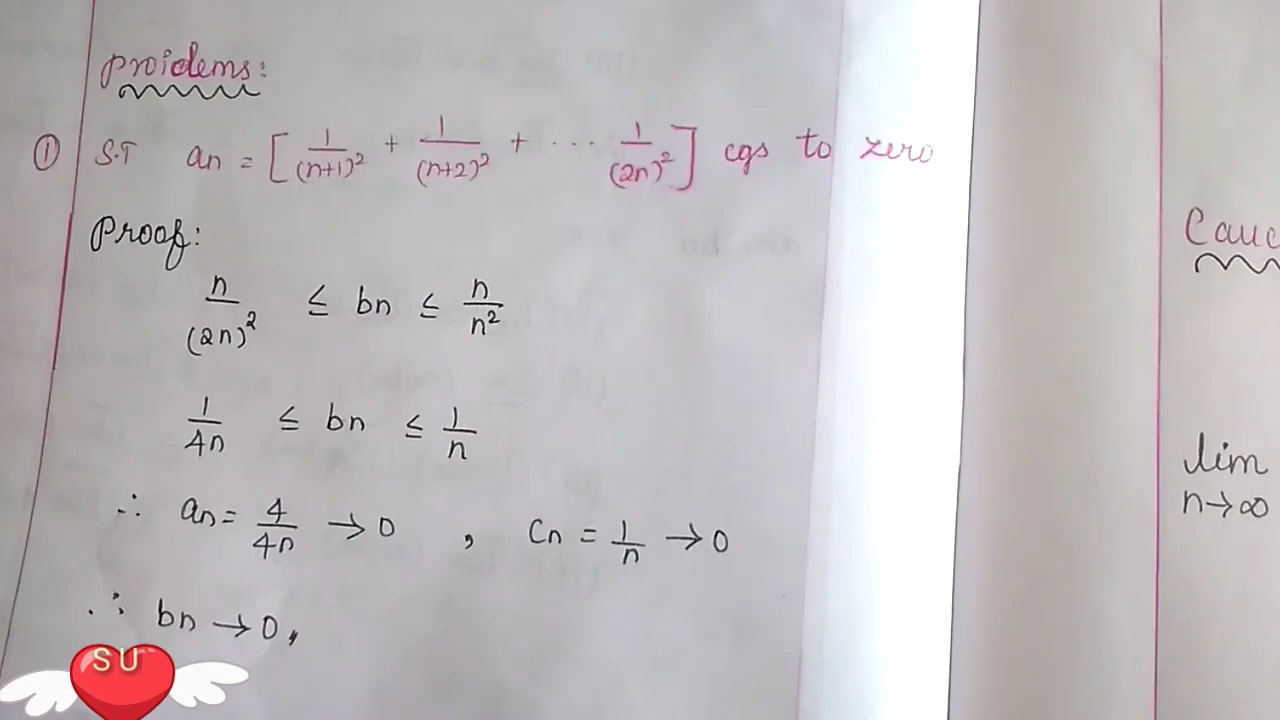 Problems:
① S.T an = [1/(n+1)² + 1/(n+2)² + ... 1/(2n)²] cgs to zero
Proof:
n/(2n)² ≤ bn ≤ n/n²
1/4n ≤ bn ≤ 1/n
∴ an = 4/4n → 0 , Cn = 1/n → 0
∴ bn → 0,
SU
lim
n→∞